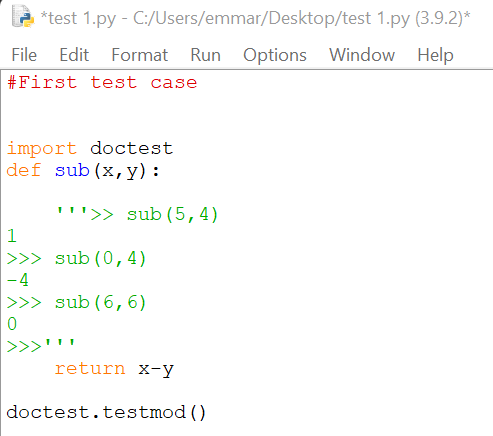 *test 1.py - C:/Users/emmar/Desktop/test 1.py (3.9.2)*
File Edit Format Run Options Window Help
#First test case
import doctest
def sub(x,y):
    '''>> sub(5,4)
1
>>> sub(0,4)
-4
>>> sub(6,6)
0
>>>'''
    return x-y
doctest.testmod()